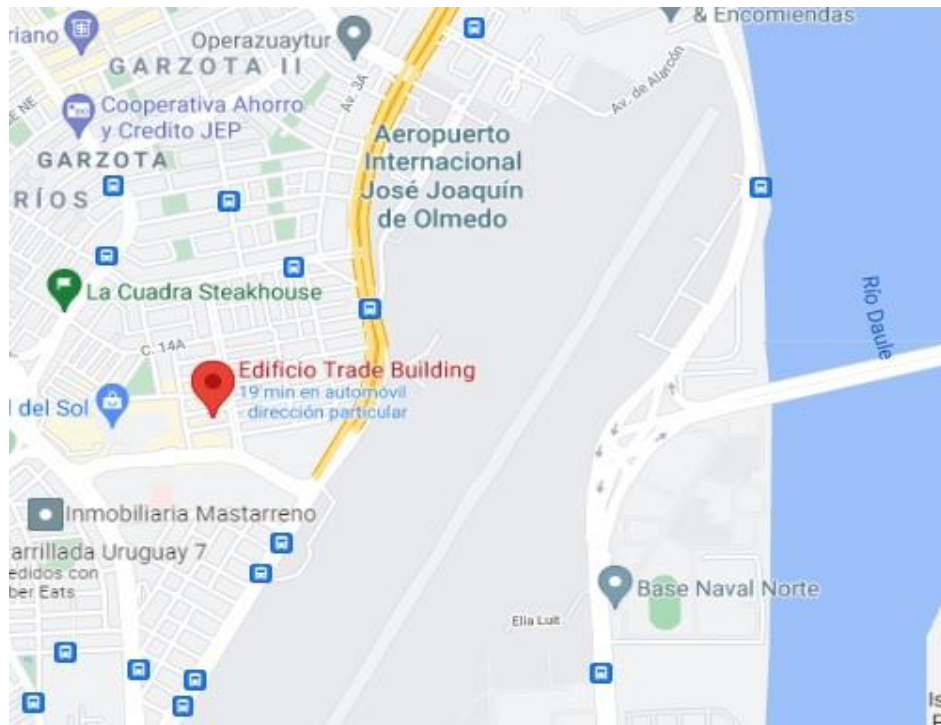 & Encomiendas
riano
Operazuaytur
GARZOTA II
Av. 3A
Av. de Alarcón
E NE
Cooperativa Ahorro
y Credito JEP
Aeropuerto
Internacional
José Joaquín
de Olmedo
GARZOTA
RÍOS
La Cuadra Steakhouse
Río Daule
C. 14A
Edificio Trade Building
19 min en automóvil
dirección particular
l del Sol
Inmobiliaria Mastarreno
arrillada Uruguay 7
edidos con
ber Eats
Base Naval Norte
Elia Luit
Is